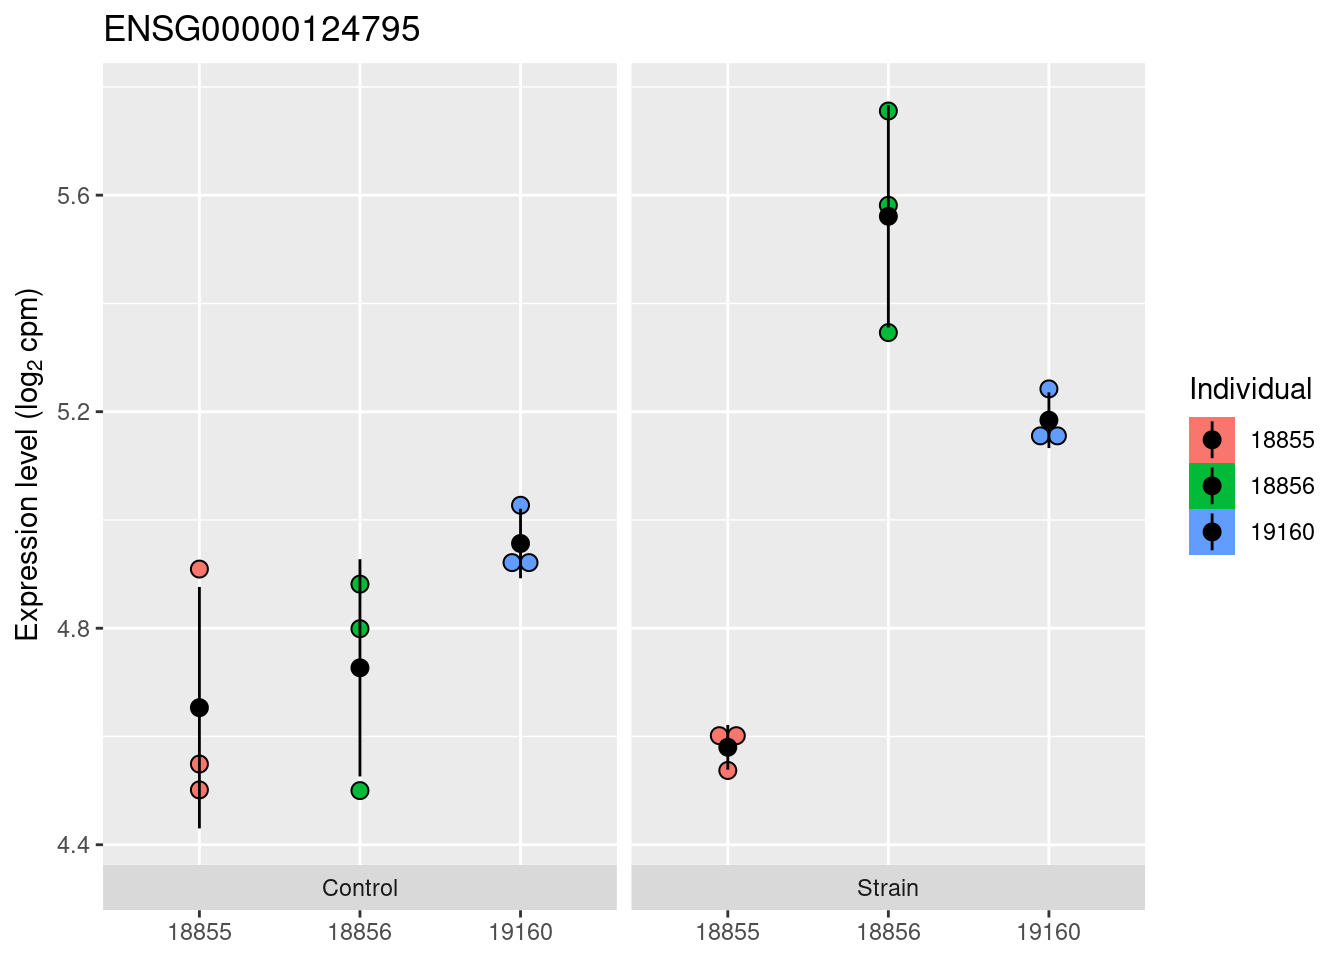 ENSG00000124795
Expression level (log2 cpm)
5.6
5.2
4.8
4.4
Control
Strain
18855
18856
19160
18855
18856
19160
Individual
18855
18856
19160